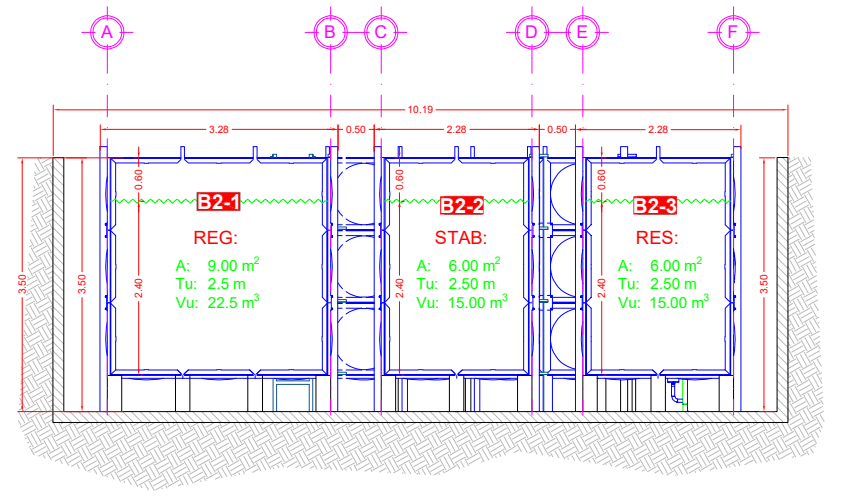 A B C D E F
10.19
3.28 0.50 2.28 0.50 2.28
0.60 0.60 0.60
B2-1 B2-2 B2-3
REG: STAB: RES:
A: 9.00 m² A: 6.00 m² A: 6.00 m²
Tu: 2.5 m Tu: 2.50 m Tu: 2.50 m
Vu: 22.5 m³ Vu: 15.00 m³ Vu: 15.00 m³
3.50 3.50 2.40 2.40 2.40 3.50